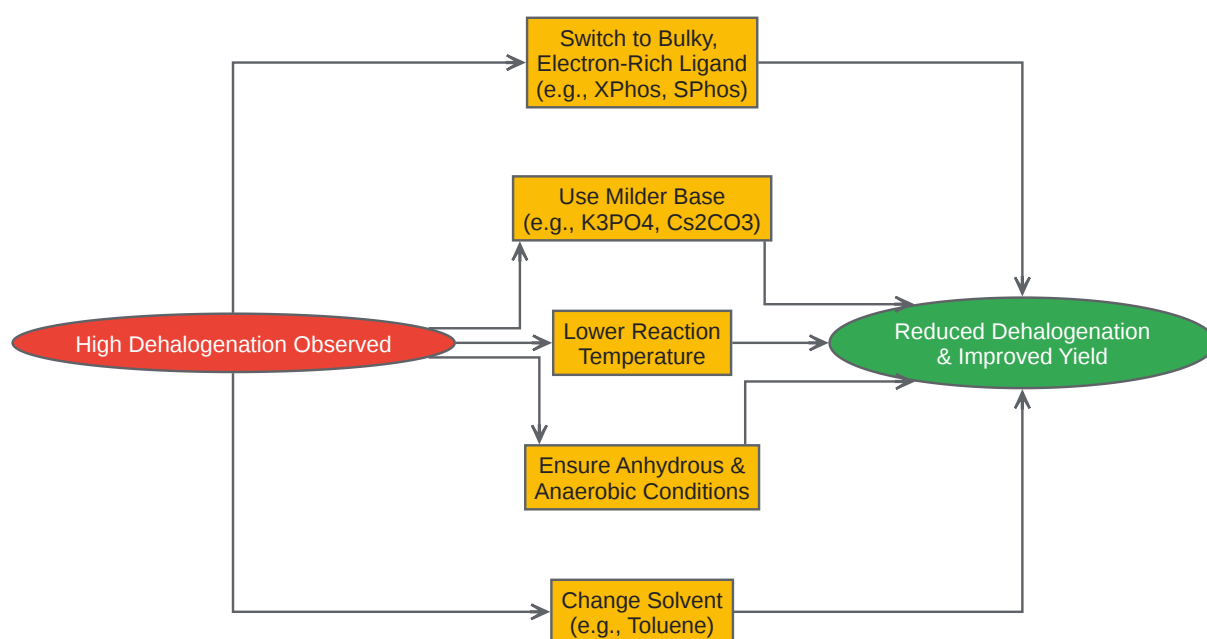 Switch to Bulky,
Electron-Rich Ligand
(e.g., XPhos, SPhos)
Use Milder Base
(e.g., K3PO4, Cs2CO3)
High Dehalogenation Observed
Lower Reaction
Temperature
Reduced Dehalogenation
& Improved Yield
Ensure Anhydrous &
Anaerobic Conditions
Change Solvent
(e.g., Toluene)